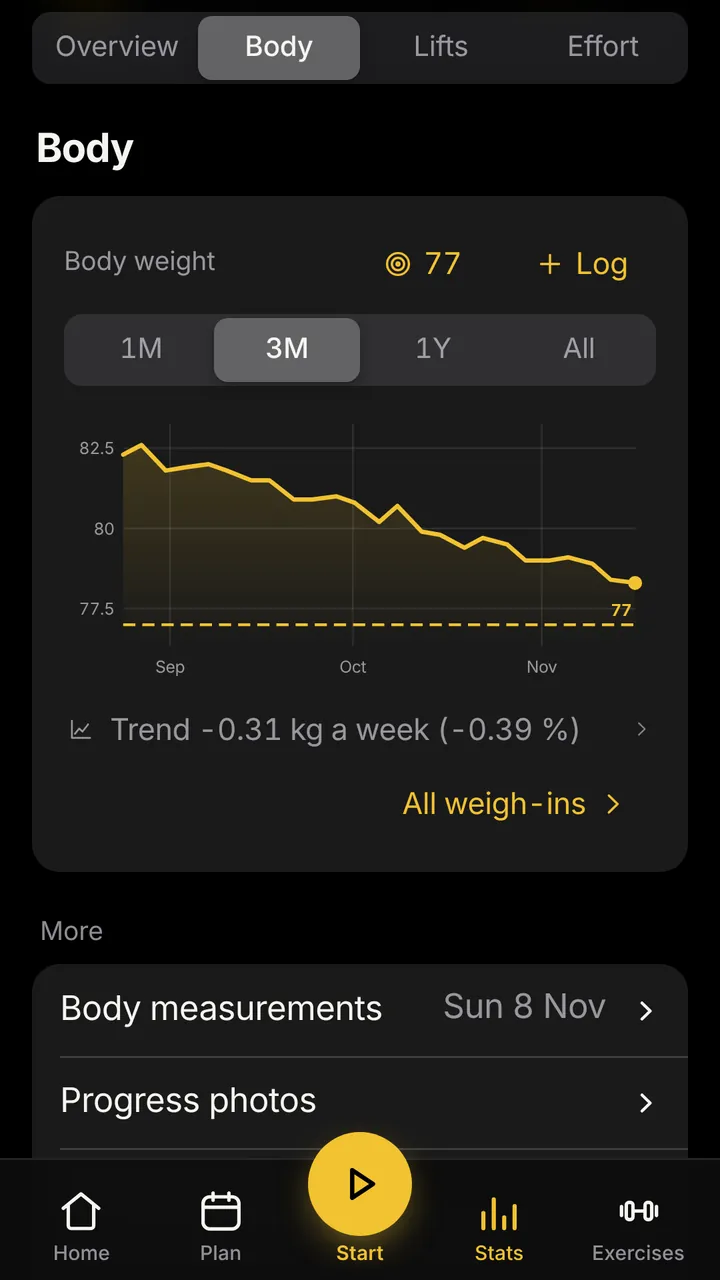 Overview Body Lifts Effort
Body
Body weight 77 + Log
1M 3M 1Y All
82.5
80
77.5
77
Sep Oct Nov
Trend -0.31 kg a week (-0.39 %)
All weigh-ins
More
Body measurements Sun 8 Nov
Progress photos
Home Plan Start Stats Exercises